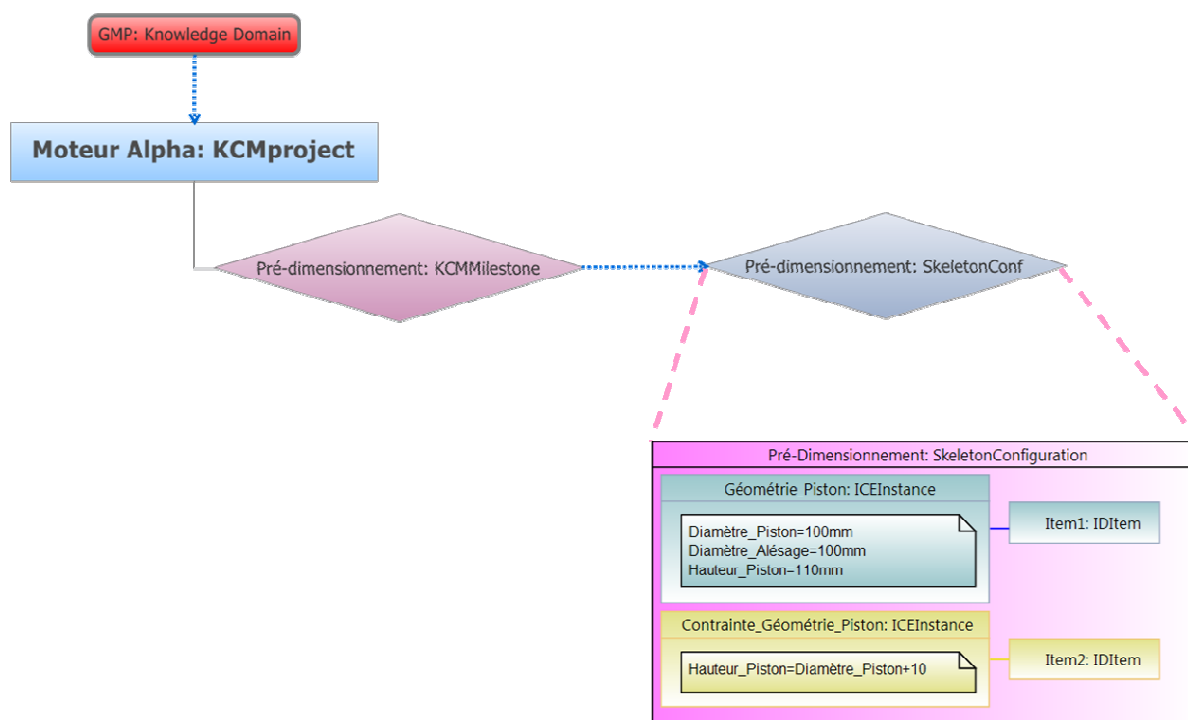 GMP: Knowledge Domain
Moteur Alpha: KCMproject
Pré-dimensionnement: KCMMilestone
Pré-dimensionnement: SkeletonConf
Pré-Dimensionnement: SkeletonConfiguration
Géométrie Piston: ICEInstance
Diamètre_Piston=100mm
Diamètre_Alésage=100mm
Hauteur_Piston=110mm
Item1: IDItem
Contrainte_Géométrie_Piston: ICEInstance
Hauteur_Piston=Diamètre_Piston+10
Item2: IDItem